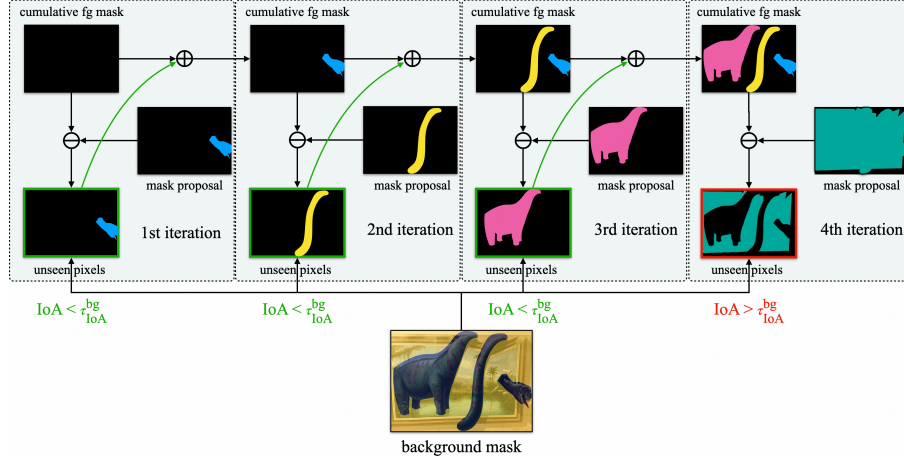 cumulative fg mask
cumulative fg mask
cumulative fg mask
cumulative fg mask
mask proposal
mask proposal
mask proposal
mask proposal
1st iteration
2nd iteration
3rd iteration
4th iteration
unseen pixels
unseen pixels
unseen pixels
unseen pixels
IoA < τ^bg_IoA
IoA < τ^bg_IoA
IoA < τ^bg_IoA
IoA > τ^bg_IoA
background mask